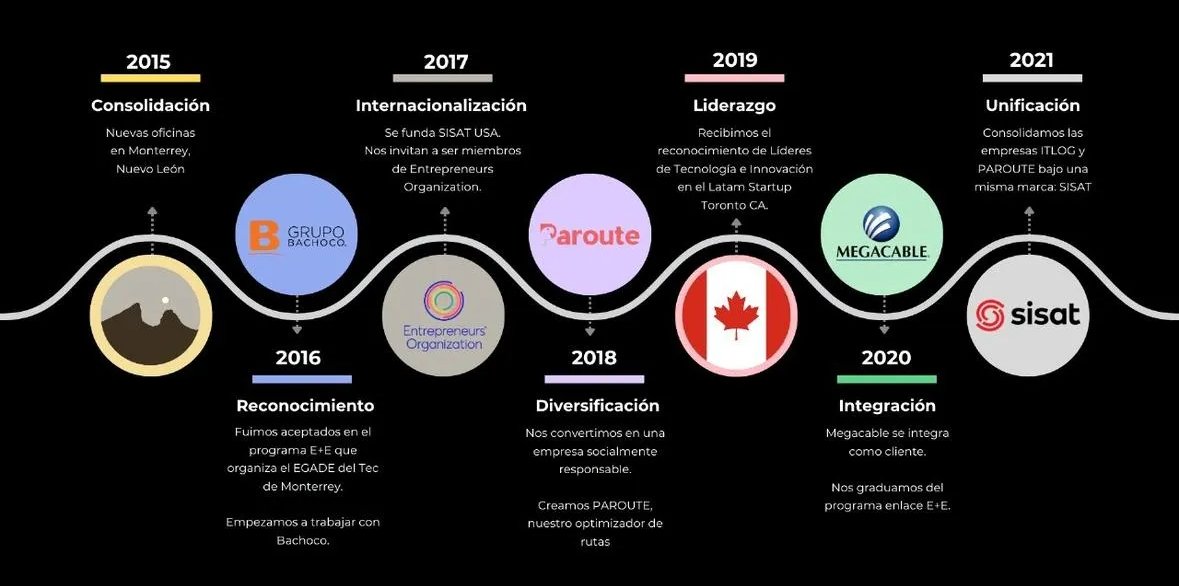 2015
Consolidación
Nuevas oficinas
en Monterrey,
Nuevo León
GRUPO
BACHOCO.
2016
Reconocimiento
Fuimos aceptados en el
programa E+E que
organiza el EGADE del Tec
de Monterrey.
Empezamos a trabajar con
Bachoco.
2017
Internacionalización
Se funda SISAT USA.
Nos invitan a ser miembros
de Entrepreneurs
Organization.
Entrepreneurs'
Organization
Paroute
2018
Diversificación
Nos convertimos en una
empresa socialmente
responsable.
Creamos PAROUTE,
nuestro optimizador de
rutas
2019
Liderazgo
Recibimos el
reconocimiento de Líderes
de Tecnología e Innovación
en el Latam Startup
Toronto CA.
MEGACABLE
2020
Integración
Megacable se integra
como cliente.
Nos graduamos del
programa enlace E+E.
2021
Unificación
Consolidamos las
empresas ITLOG y
PAROUTE bajo una
misma marca: SISAT
sisat